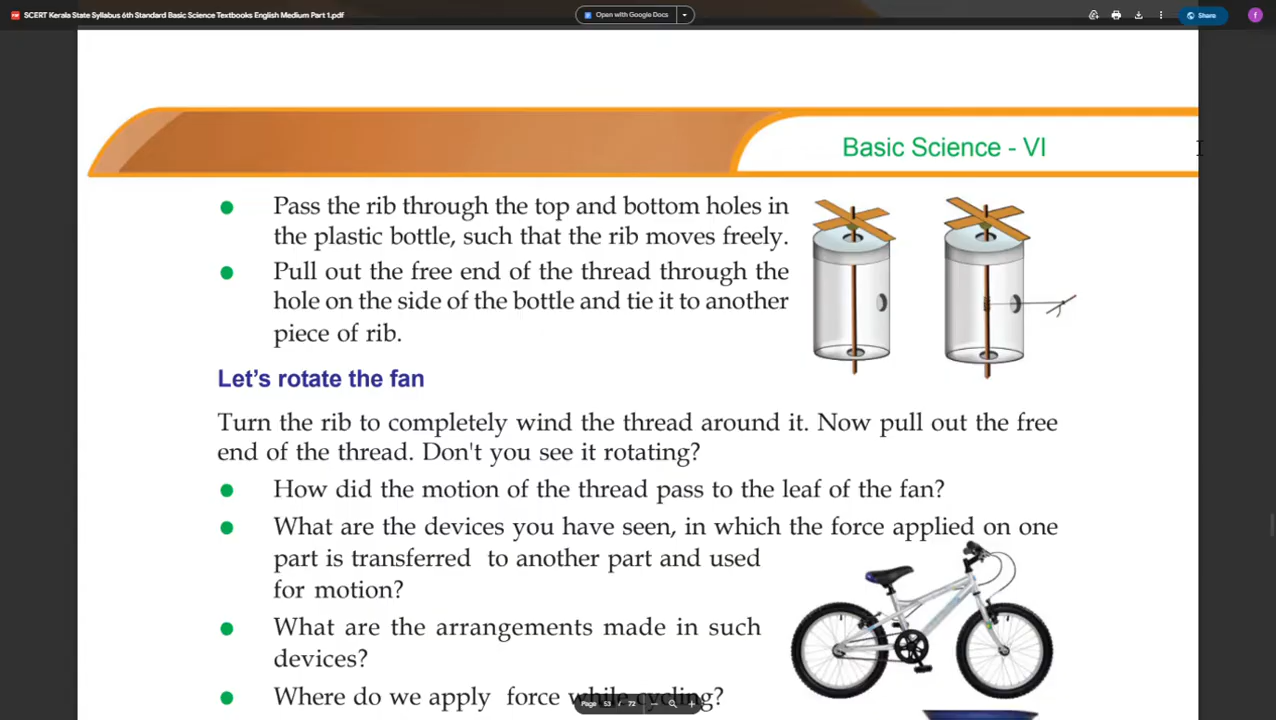 SCERT Kerala State Syllabus 6th Standard Basic Science Textbooks English Medium Part 1.pdf
Open with Google Docs
Share
f
Basic Science - VI
● Pass the rib through the top and bottom holes in
the plastic bottle, such that the rib moves freely.
● Pull out the free end of the thread through the
hole on the side of the bottle and tie it to another
piece of rib.
Let's rotate the fan
Turn the rib to completely wind the thread around it. Now pull out the free
end of the thread. Don't you see it rotating?
● How did the motion of the thread pass to the leaf of the fan?
● What are the devices you have seen, in which the force applied on one
part is transferred to another part and used
for motion?
● What are the arrangements made in such
devices?
● Where do we apply force while cycling?
Page 53 / 72